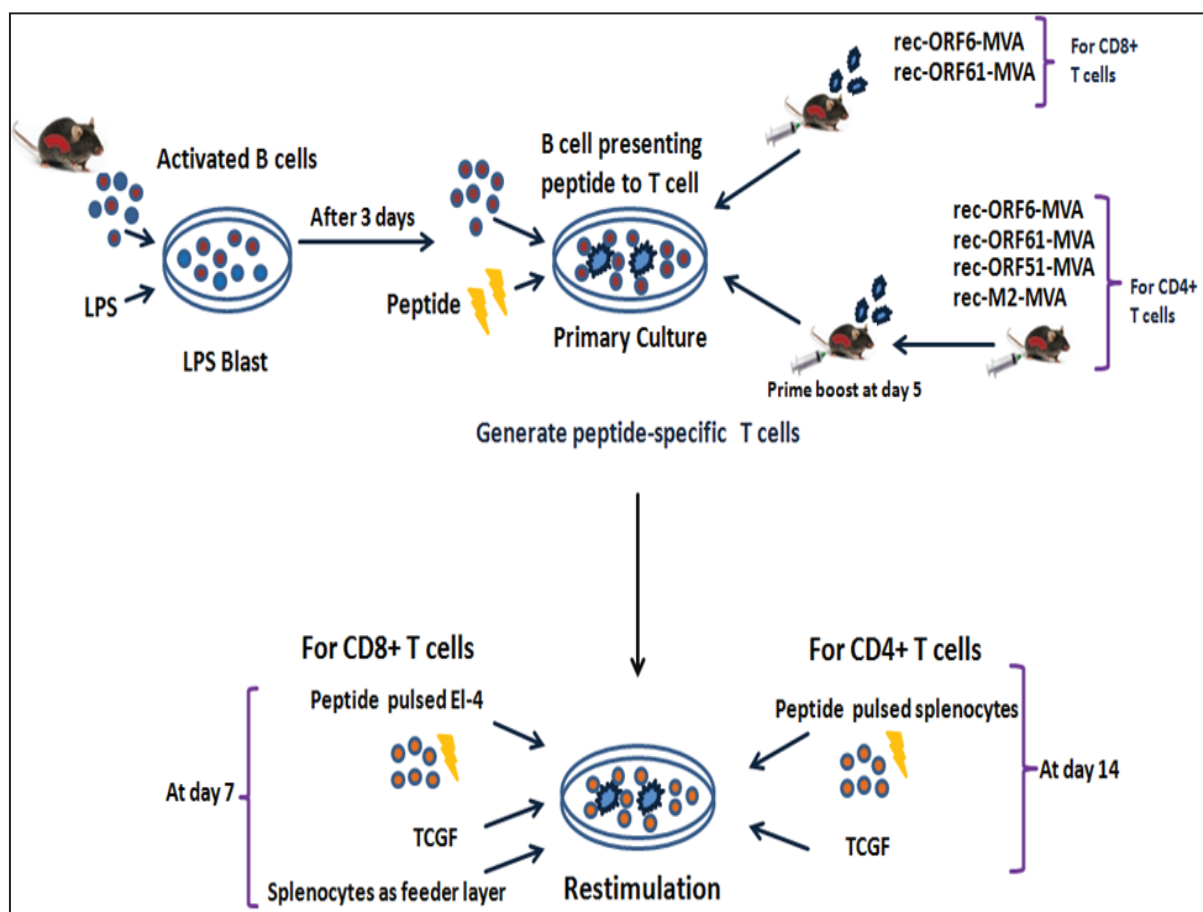 rec-ORF6-MVA
rec-ORF61-MVA
For CD8+
T cells
Activated B cells
B cell presenting
peptide to T cell
After 3 days
LPS
Peptide
LPS Blast
Primary Culture
rec-ORF6-MVA
rec-ORF61-MVA
rec-ORF51-MVA
rec-M2-MVA
For CD4+
T cells
Prime boost at day 5
Generate peptide-specific T cells
For CD8+ T cells
Peptide pulsed El-4
At day 7
TCGF
Splenocytes as feeder layer
For CD4+ T cells
Peptide pulsed splenocytes
At day 14
TCGF
Restimulation